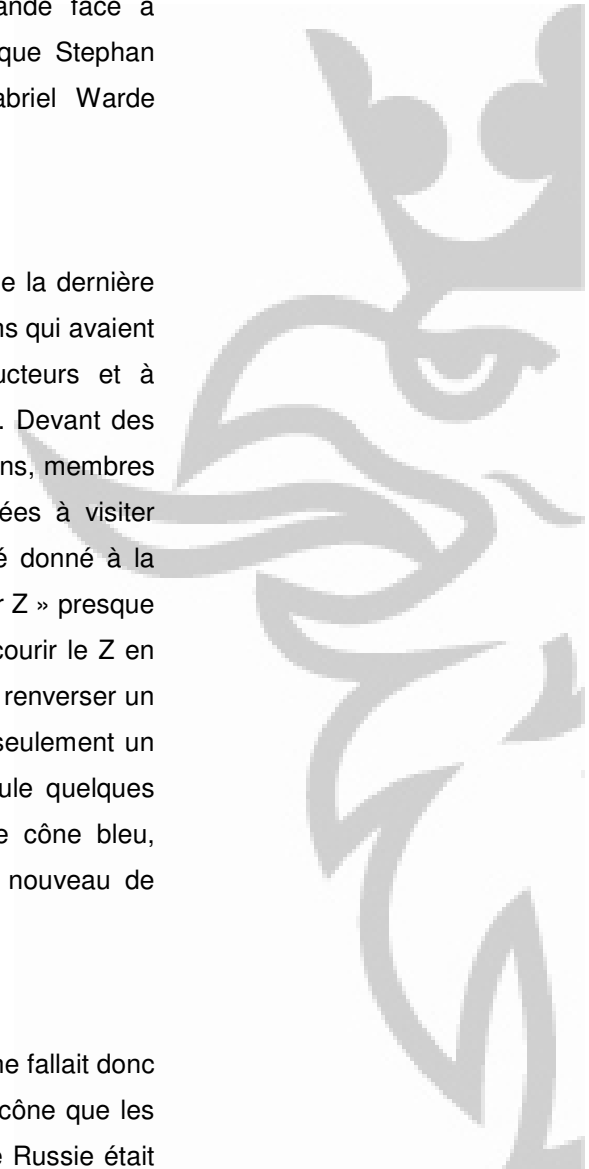 ande face à
que Stephan
abriel Warde
e la dernière
ns qui avaient
ucteurs et à
. Devant des
ns, membres
ées à visiter
é donné à la
r Z » presque
courir le Z en
renverser un
seulement un
ule quelques
e cône bleu,
nouveau de
ne fallait donc
cône que les
e Russie était